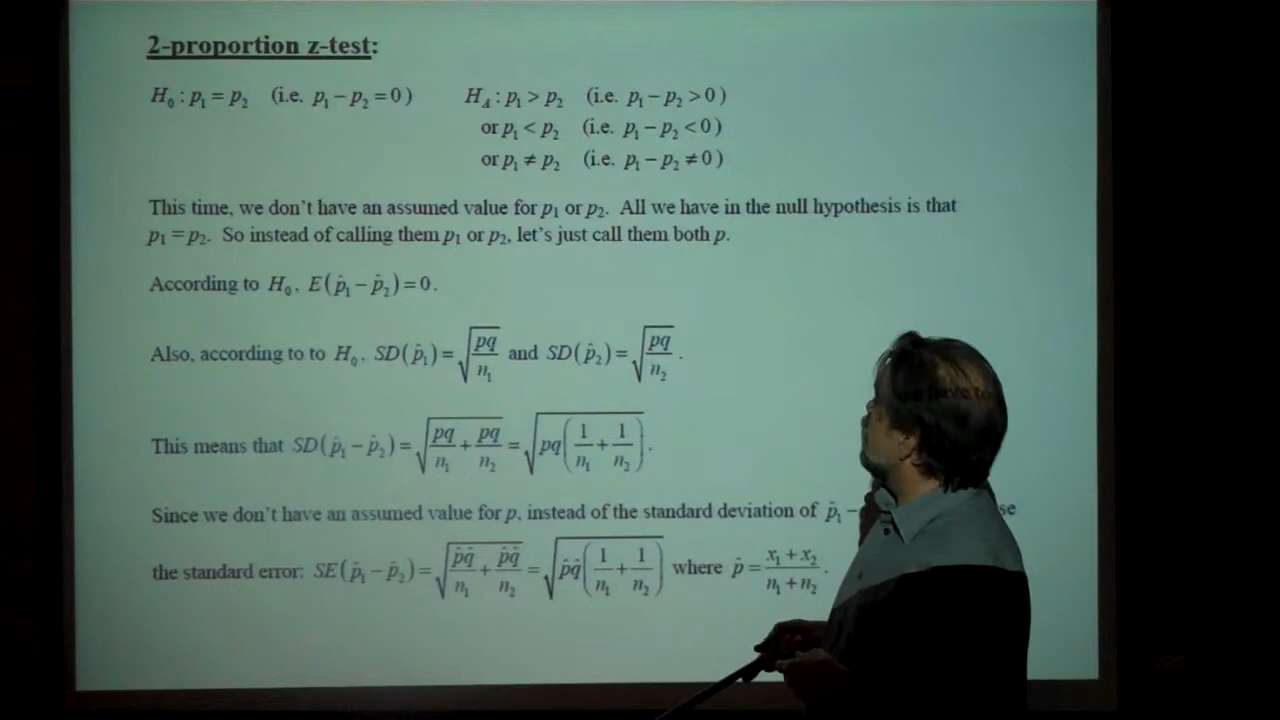 2-proportion z-test:
H₀ : p₁ = p₂ (i.e. p₁ − p₂ = 0) H_A : p₁ > p₂ (i.e. p₁ − p₂ > 0)
or p₁ < p₂ (i.e. p₁ − p₂ < 0)
or p₁ ≠ p₂ (i.e. p₁ − p₂ ≠ 0)
This time, we don't have an assumed value for p₁ or p₂. All we have in the null hypothesis is that
p₁ = p₂. So instead of calling them p₁ or p₂, let's just call them both p.
According to H₀, E(p̂₁ − p̂₂) = 0.
Also, according to to H₀, SD(p̂₁) = √(pq/n₁) and SD(p̂₂) = √(pq/n₂).
This means that SD(p̂₁ − p̂₂) = √(pq/n₁ + pq/n₂) = √(pq(1/n₁ + 1/n₂)).
Since we don't have an assumed value for p, instead of the standard deviation of p̂₁ − se
the standard error: SE(p̂₁ − p̂₂) = √(p̂q̂/n₁ + p̂q̂/n₂) = √(p̂q̂(1/n₁ + 1/n₂)) where p̂ = (x₁ + x₂)/(n₁ + n₂).
we have to